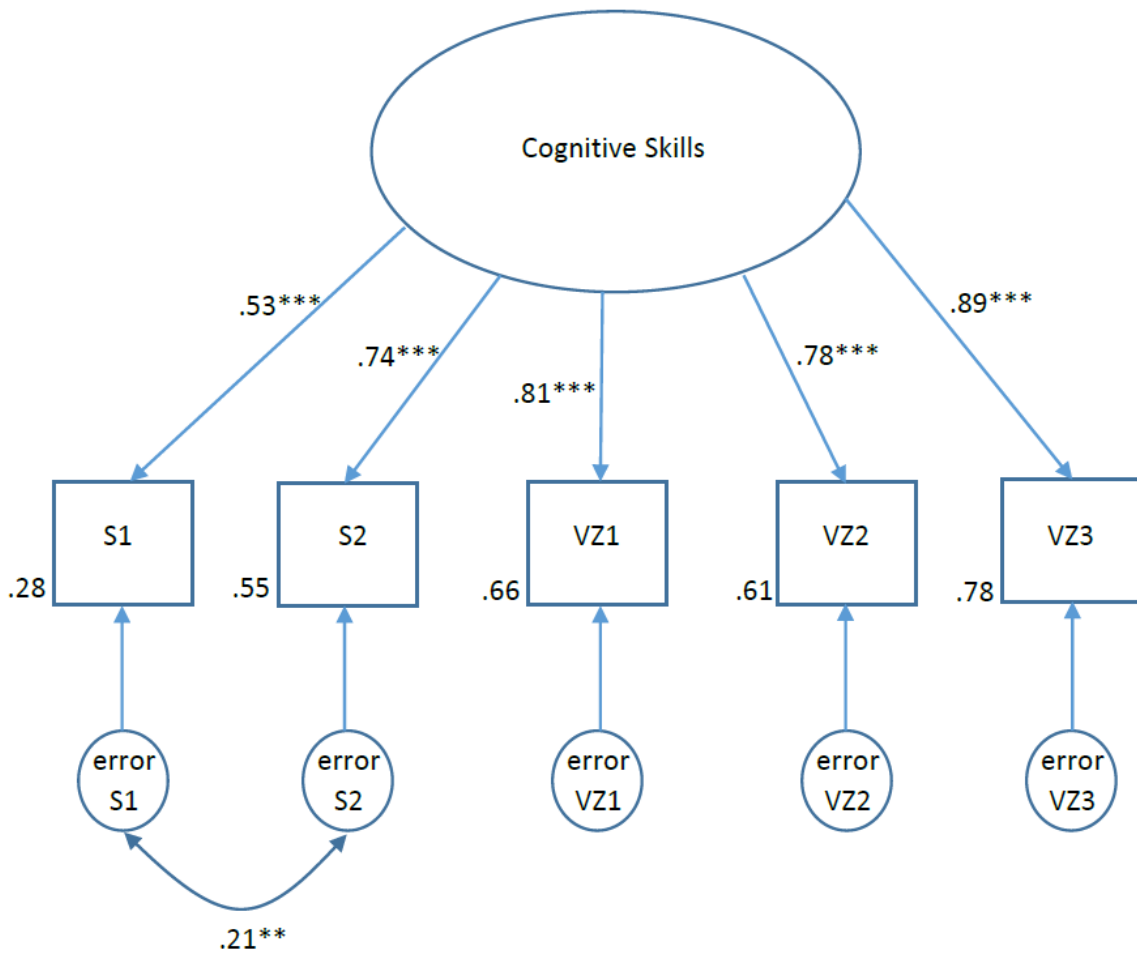 Cognitive Skills
.53***
.74***
.81***
.78***
.89***
S1
S2
VZ1
VZ2
VZ3
.28
.55
.66
.61
.78
error
S1
error
S2
error
VZ1
error
VZ2
error
VZ3
.21**